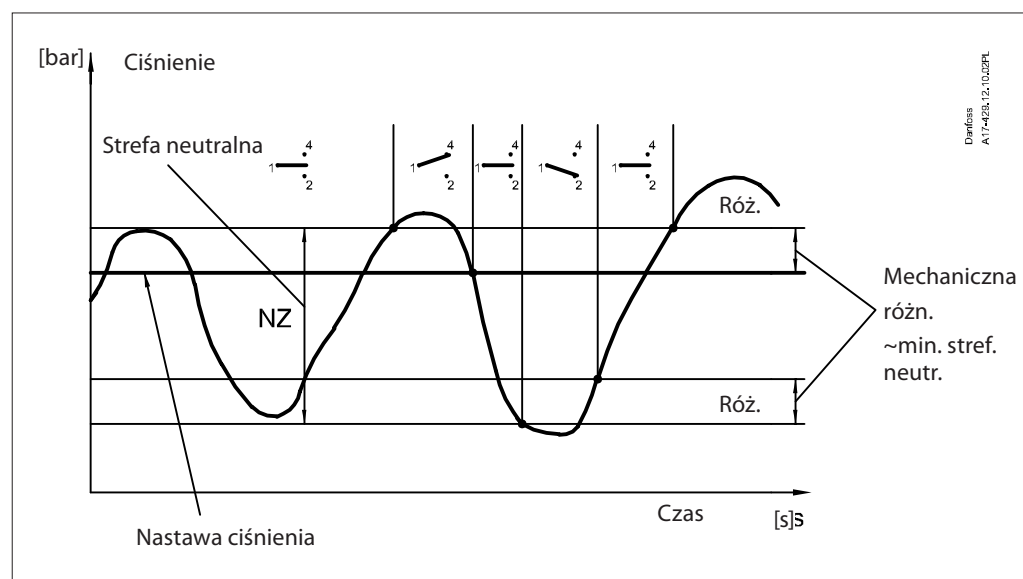 [bar]
Ciśnienie
Danfoss
A17-429.12.10.02PL
Strefa neutralna
4
1
2
4
1
2
4
1
2
4
1
2
4
1
2
Róż.
NZ
Mechaniczna
różn.
~min. stref.
neutr.
Róż.
Czas
[s]s
Nastawa ciśnienia